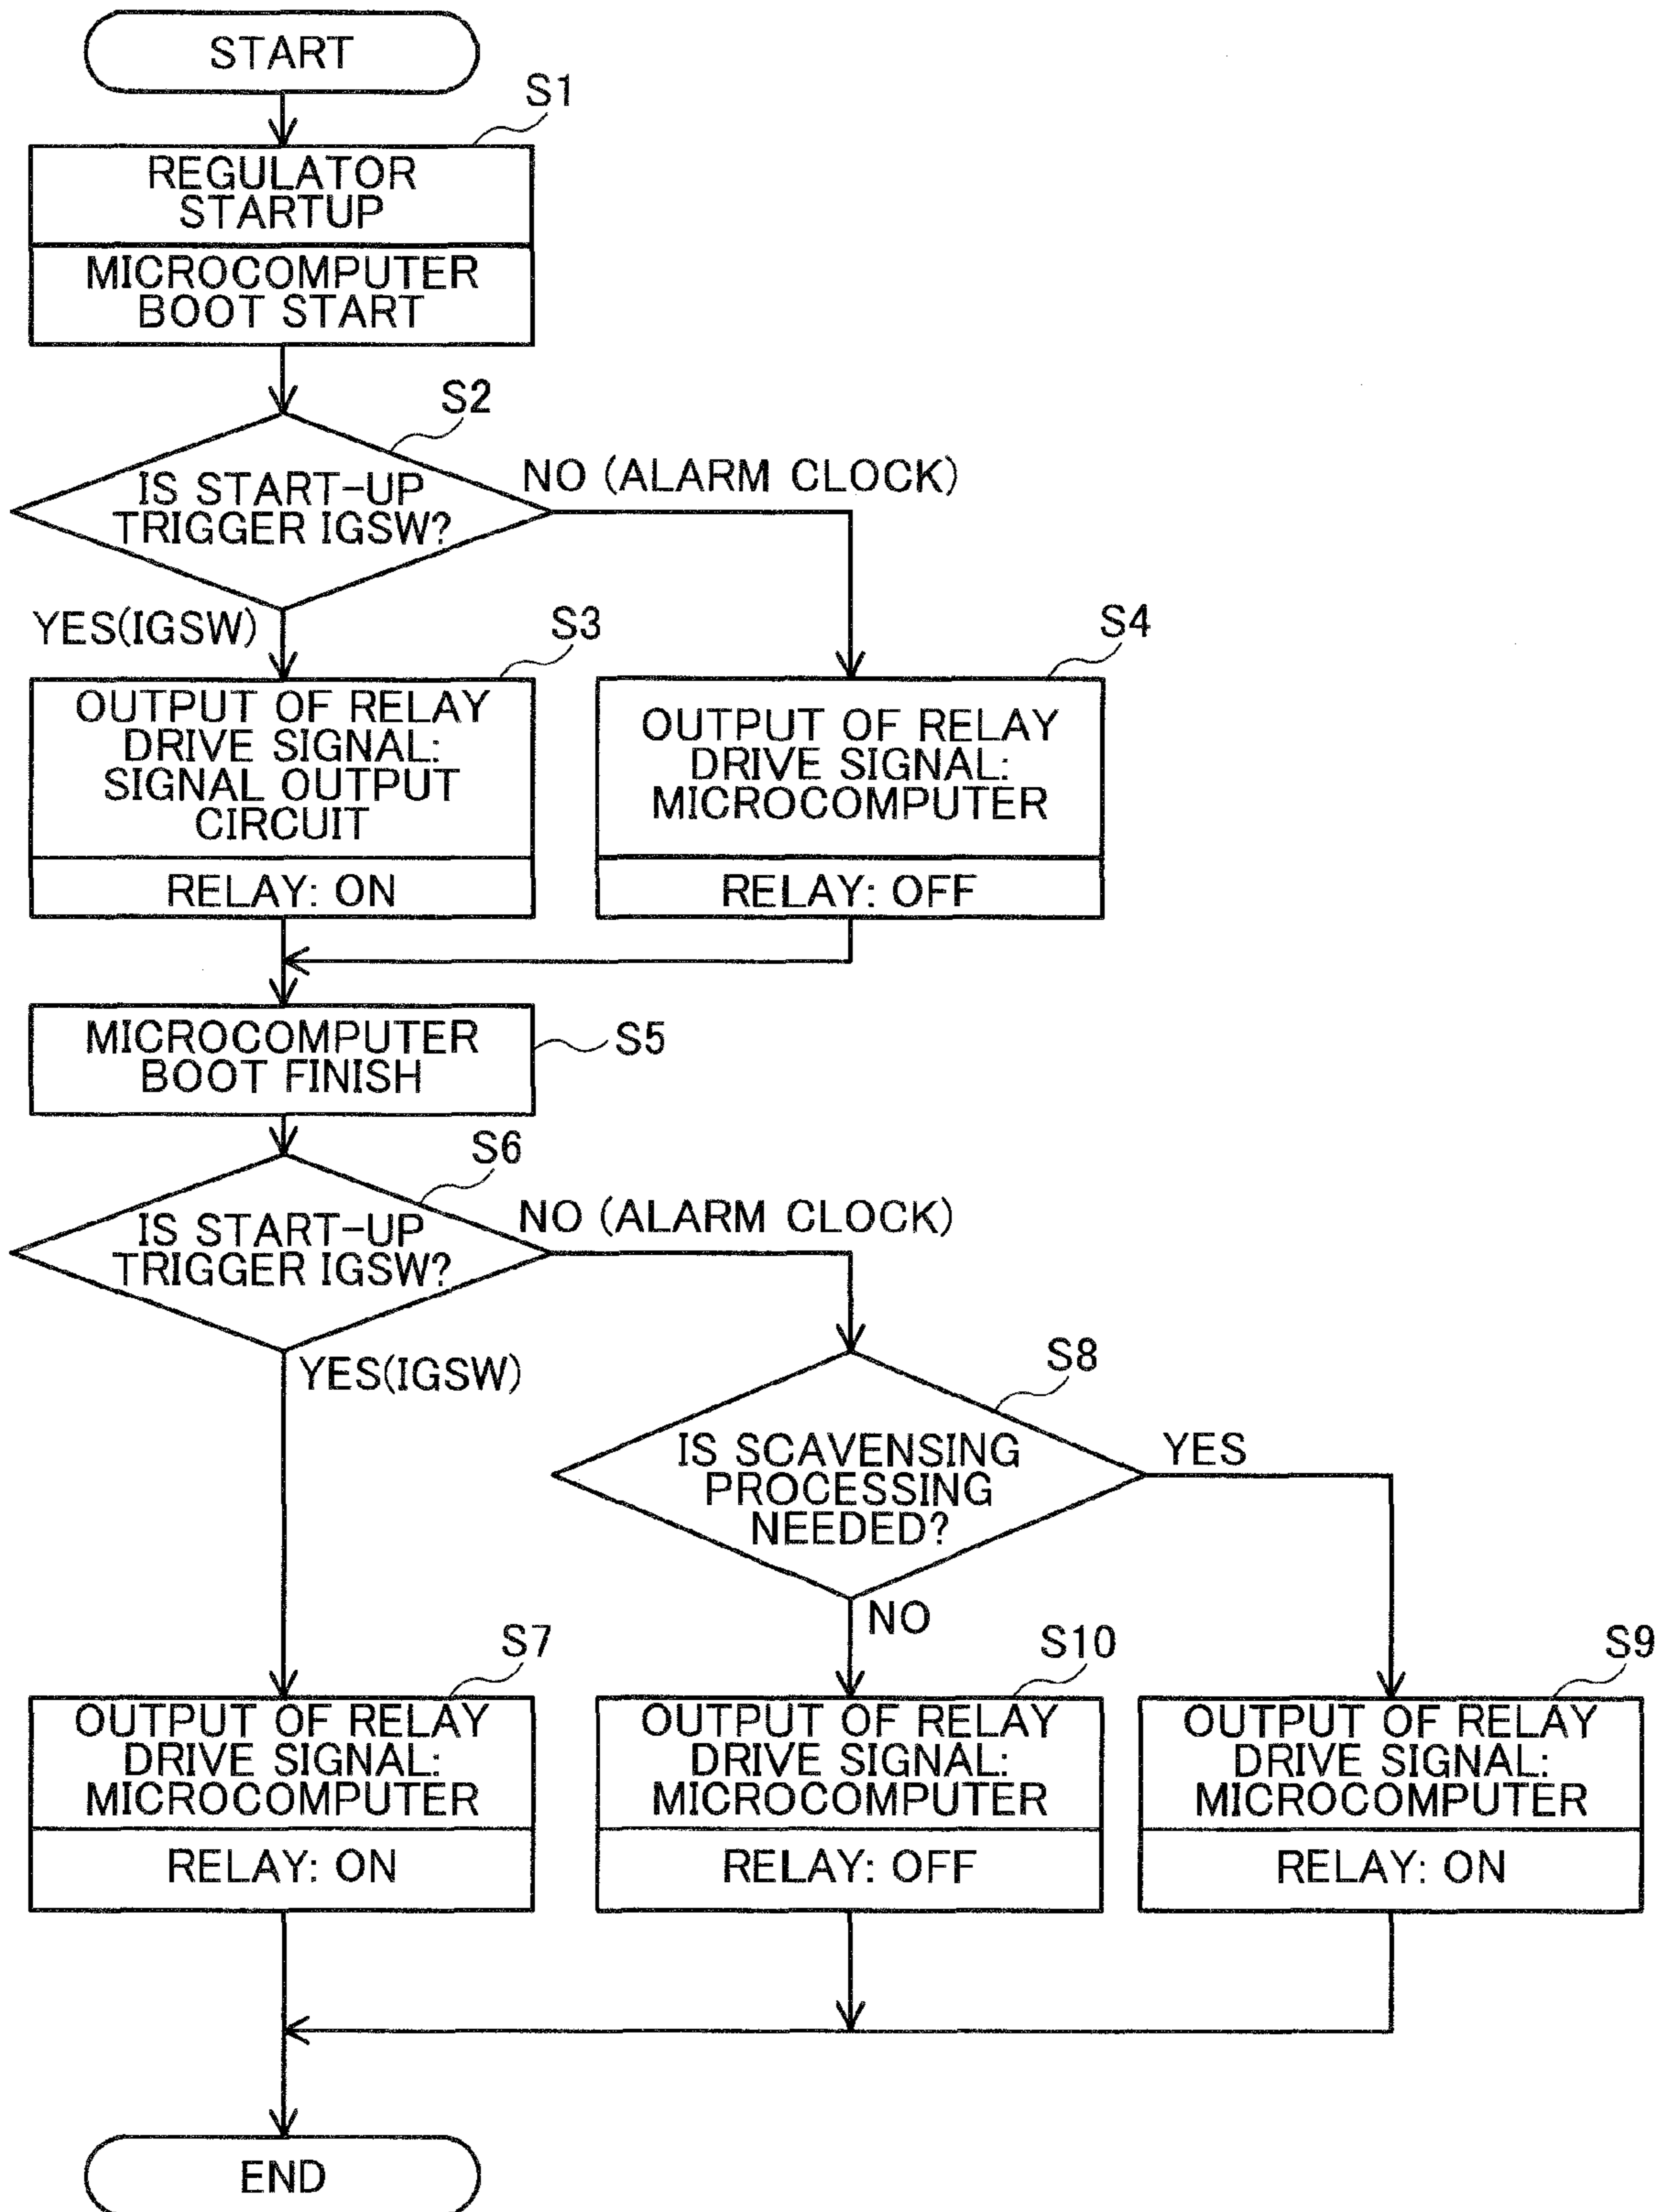 START
S1
REGULATOR
STARTUP
MICROCOMPUTER
BOOT START
S2
IS START-UP
TRIGGER IGSW?
NO (ALARM CLOCK)
YES(IGSW)
S3
OUTPUT OF RELAY
DRIVE SIGNAL:
SIGNAL OUTPUT
CIRCUIT
RELAY: ON
S4
OUTPUT OF RELAY
DRIVE SIGNAL:
MICROCOMPUTER
RELAY: OFF
MICROCOMPUTER
BOOT FINISH
S5
S6
IS START-UP
TRIGGER IGSW?
NO (ALARM CLOCK)
YES(IGSW)
S8
IS SCAVENSING
PROCESSING
NEEDED?
YES
NO
S7
OUTPUT OF RELAY
DRIVE SIGNAL:
MICROCOMPUTER
RELAY: ON
S10
OUTPUT OF RELAY
DRIVE SIGNAL:
MICROCOMPUTER
RELAY: OFF
S9
OUTPUT OF RELAY
DRIVE SIGNAL:
MICROCOMPUTER
RELAY: ON
END